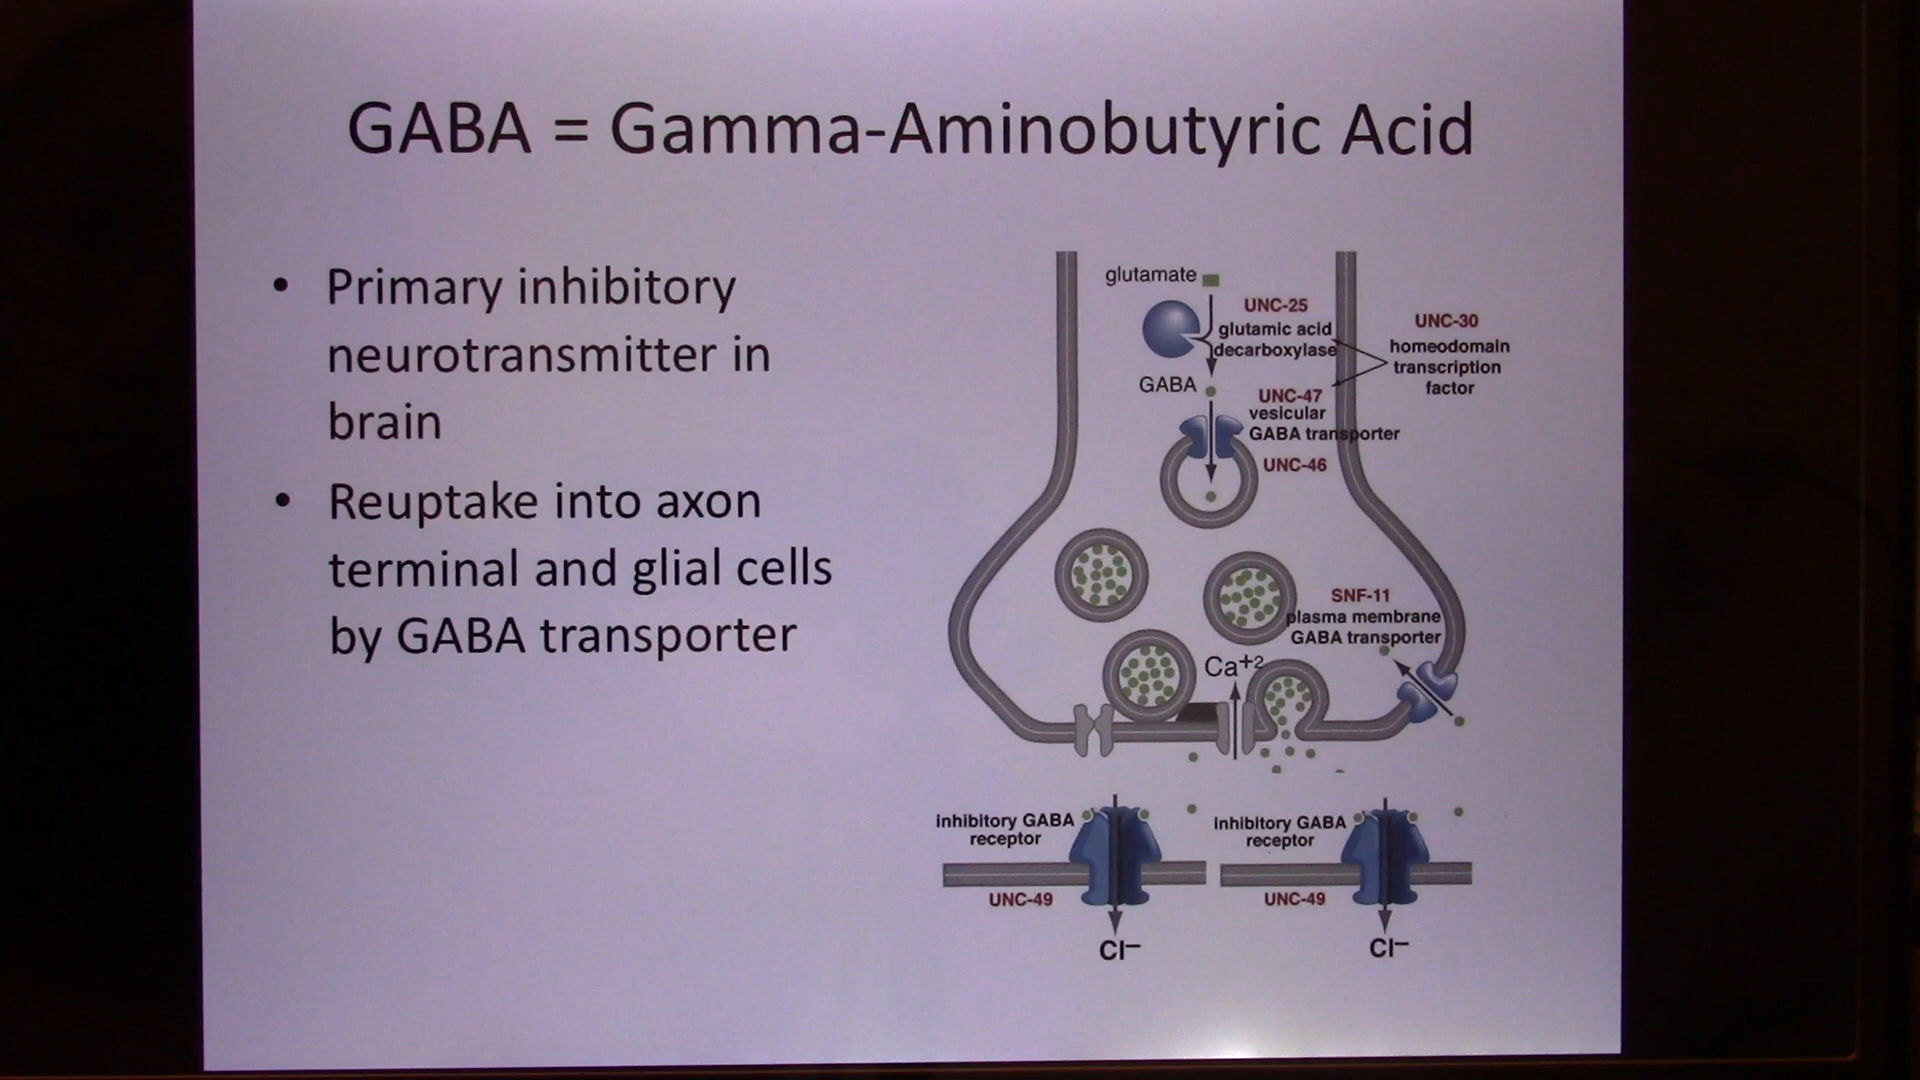 GABA = Gamma-Aminobutyric Acid
• Primary inhibitory
neurotransmitter in
brain
• Reuptake into axon
terminal and glial cells
by GABA transporter
glutamate
UNC-25
glutamic acid
decarboxylase
UNC-30
homeodomain
transcription
factor
GABA
UNC-47
vesicular
GABA transporter
UNC-46
SNF-11
plasma membrane
GABA transporter
Ca+2
inhibitory GABA
receptor
UNC-49
Cl−
inhibitory GABA
receptor
UNC-49
Cl−